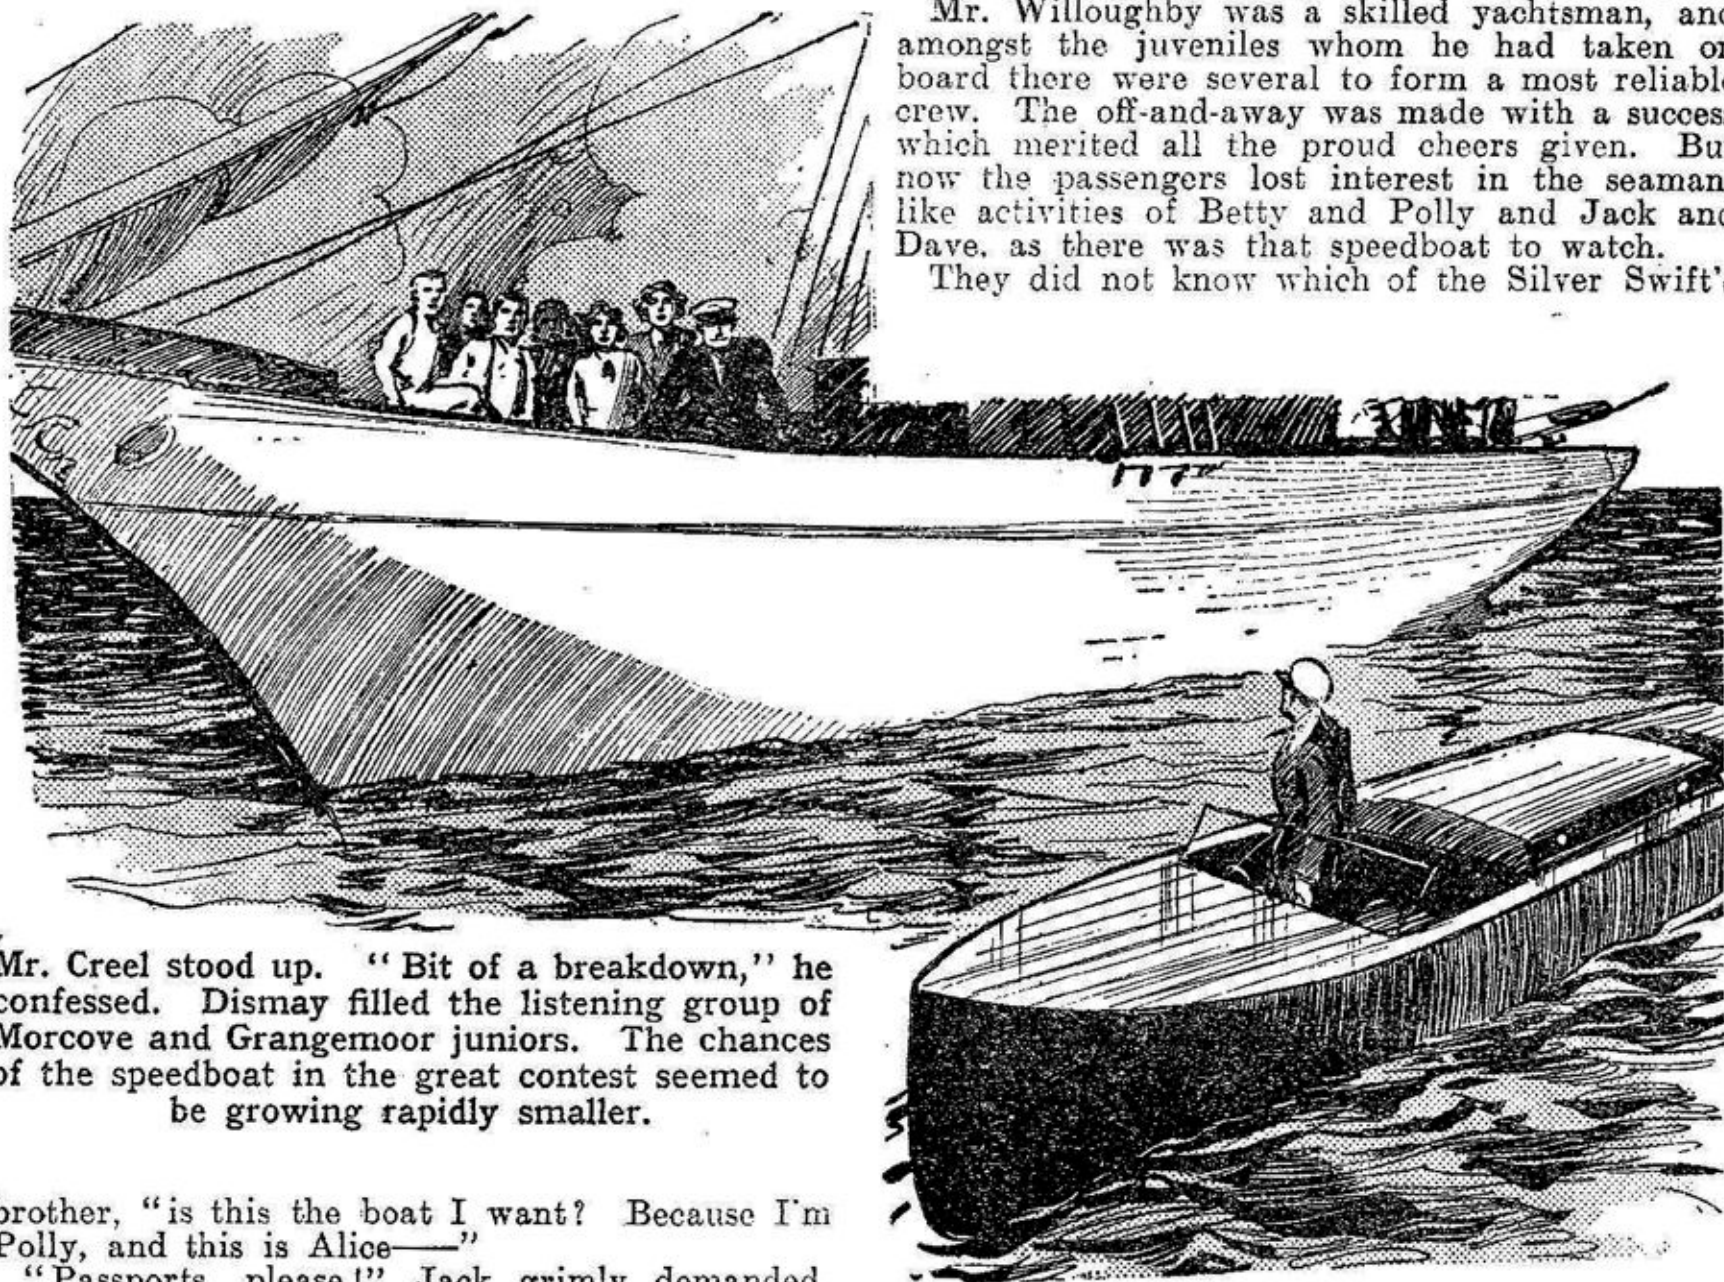 Mr. Willoughby was a skilled yachtsman, and
amongst the juveniles whom he had taken on
board there were several to form a most reliable
crew. The off-and-away was made with a success
which merited all the proud cheers given. But
now the passengers lost interest in the seaman-
like activities of Betty and Polly and Jack and
Dave, as there was that speedboat to watch.
They did not know which of the Silver Swift's
Mr. Creel stood up. “Bit of a breakdown,” he
confessed. Dismay filled the listening group of
Morcove and Grangemoor juniors. The chances
of the speedboat in the great contest seemed to
be growing rapidly smaller.
brother, “is this the boat I want? Because I'm
Polly, and this is Alice——”
“Passports, please!” Jack grimly demanded,